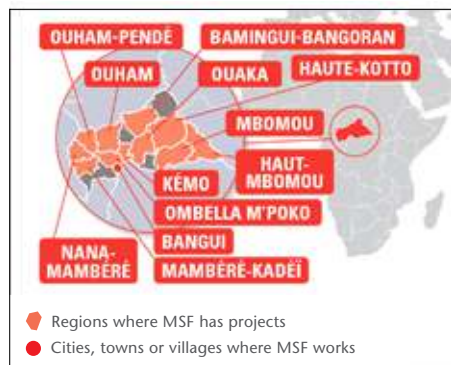 OUHAM-PENDÉ
BAMINGUI-BANGORAN
OUHAM
OUAKA
HAUTE-KOTTO
MBOMOU
HAUT-
MBOMOU
KÉMO
OMBELLA M'POKO
BANGUI
NANA-
MAMBÉRÉ
MAMBÉRÉ-KADÉÏ
Regions where MSF has projects
Cities, towns or villages where MSF works